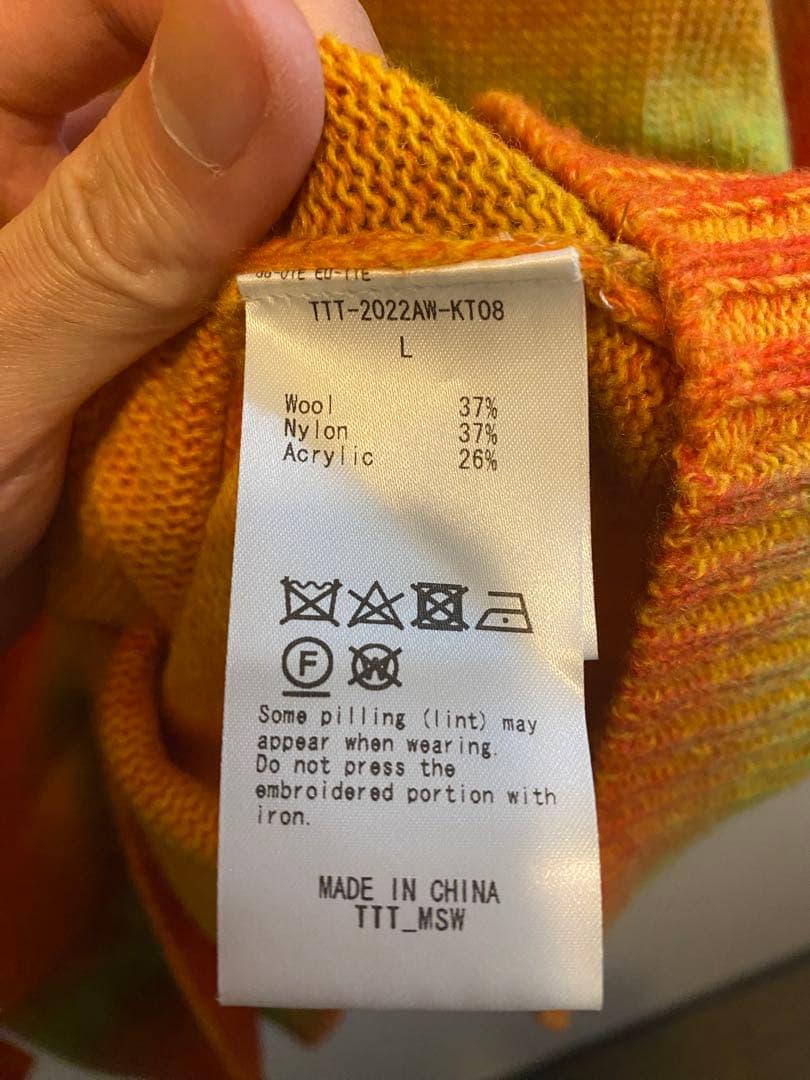 TTT-2022AW-KT08
L
Wool 37%
Nylon 37%
Acrylic 26%
F
W
Some pilling (lint) may
appear when wearing.
Do not press the
embroidered portion with
iron.
MADE IN CHINA
TTT_MSW